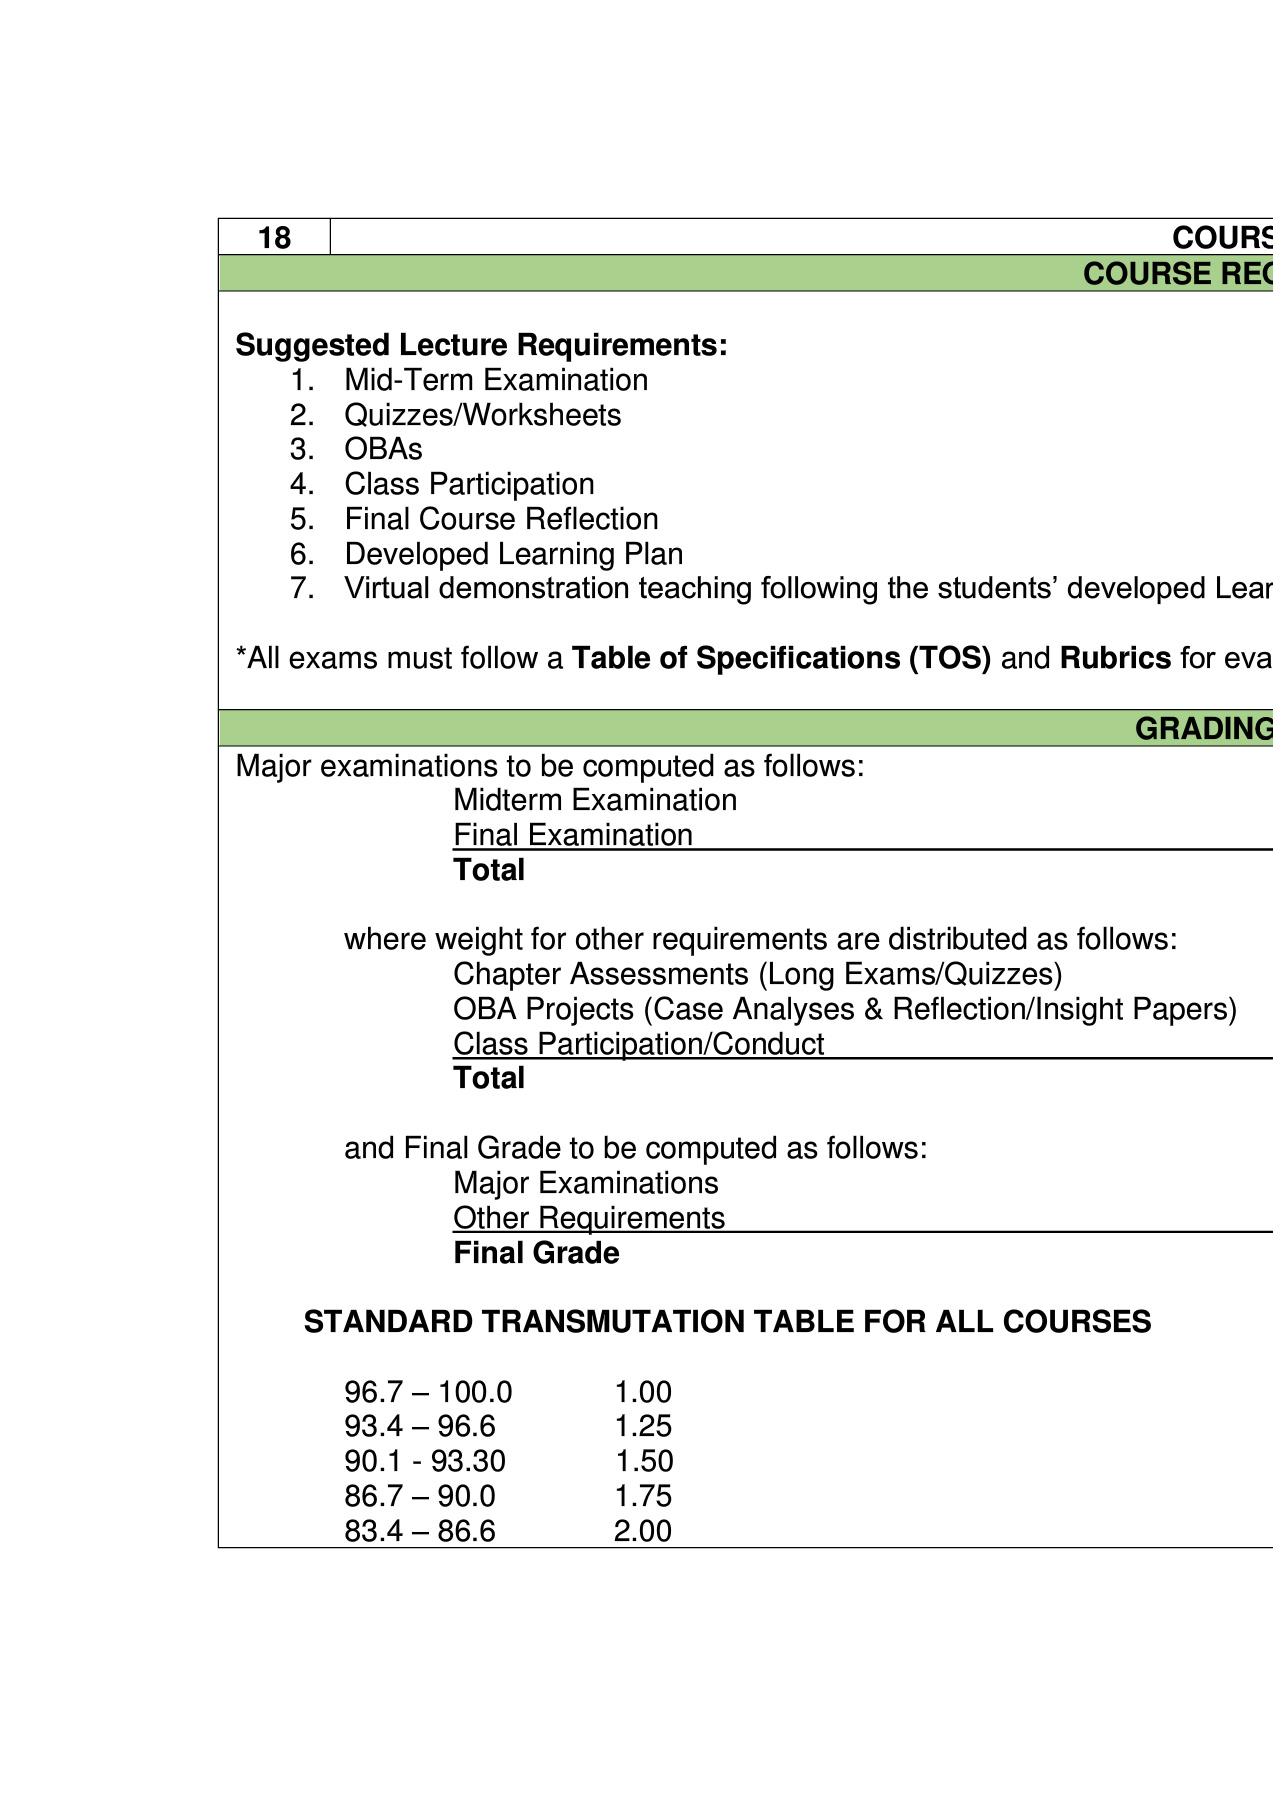 18 COURS
COURSE REQ
Suggested Lecture Requirements:
1. Mid-Term Examination
2. Quizzes/Worksheets
3. OBAs
4. Class Participation
5. Final Course Reflection
6. Developed Learning Plan
7. Virtual demonstration teaching following the students’ developed Lear
*All exams must follow a Table of Specifications (TOS) and Rubrics for eva
GRADING
Major examinations to be computed as follows:
Midterm Examination
Final Examination
Total
where weight for other requirements are distributed as follows:
Chapter Assessments (Long Exams/Quizzes)
OBA Projects (Case Analyses & Reflection/Insight Papers)
Class Participation/Conduct
Total
and Final Grade to be computed as follows:
Major Examinations
Other Requirements
Final Grade
STANDARD TRANSMUTATION TABLE FOR ALL COURSES
96.7 – 100.0 1.00
93.4 – 96.6 1.25
90.1 - 93.30 1.50
86.7 – 90.0 1.75
83.4 – 86.6 2.00